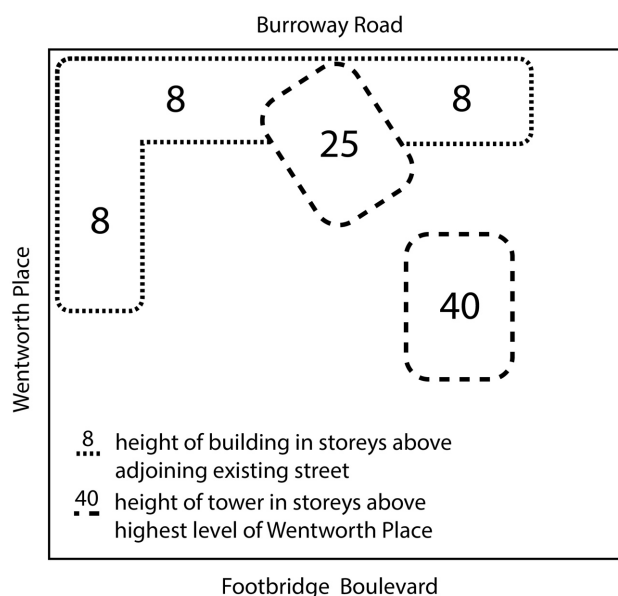 Burroway Road
8
8
25
8
40
Wentworth Place
8 height of building in storeys above
adjoining existing street
40 height of tower in storeys above
highest level of Wentworth Place
Footbridge Boulevard